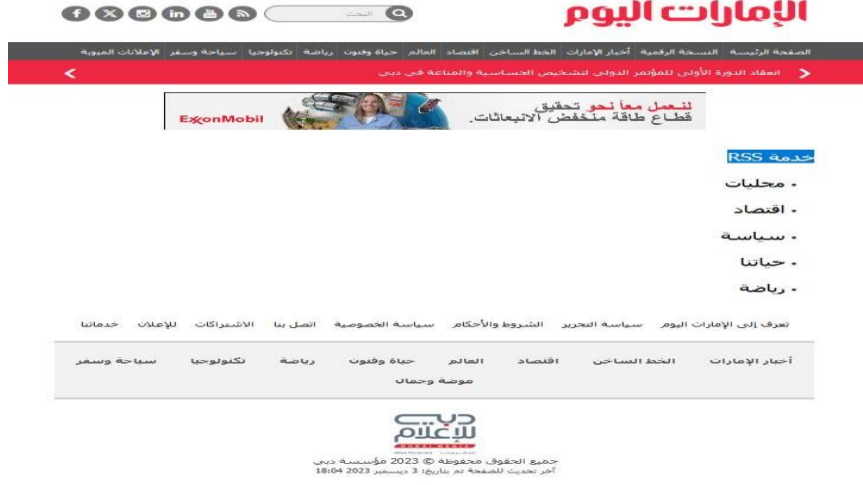 الإمارات اليوم
البحث
الصفحة الرئيسة النسخة الرقمية أخبار الإمارات الخط الساخن اقتصاد العالم حياة وفنون رياضة تكنولوجيا سياحة وسفر الإعلانات المبوبة
انعقاد الدورة الأولى للمؤتمر الدولي لتشخيص الحساسية والمناعة في دبي
لنعمل معاً نحو تحقيق
قطاع طاقة منخفض الانبعاثات.
ExxonMobil
خدمة RSS
محليات
اقتصاد
سياسة
حياتنا
رياضة
تعرف إلى الإمارات اليوم سياسة التحرير الشروط والأحكام سياسة الخصوصية اتصل بنا الاشتراكات للإعلان خدماتنا
أخبار الإمارات الخط الساخن اقتصاد العالم حياة وفنون رياضة تكنولوجيا سياحة وسفر
موضة وجمال
دبي
للإعلام
DUBAI MEDIA
جميع الحقوق محفوظة © 2023 مؤسسة دبي
آخر تحديث للصفحة تم بتاريخ: 3 ديسمبر 2023 18:04